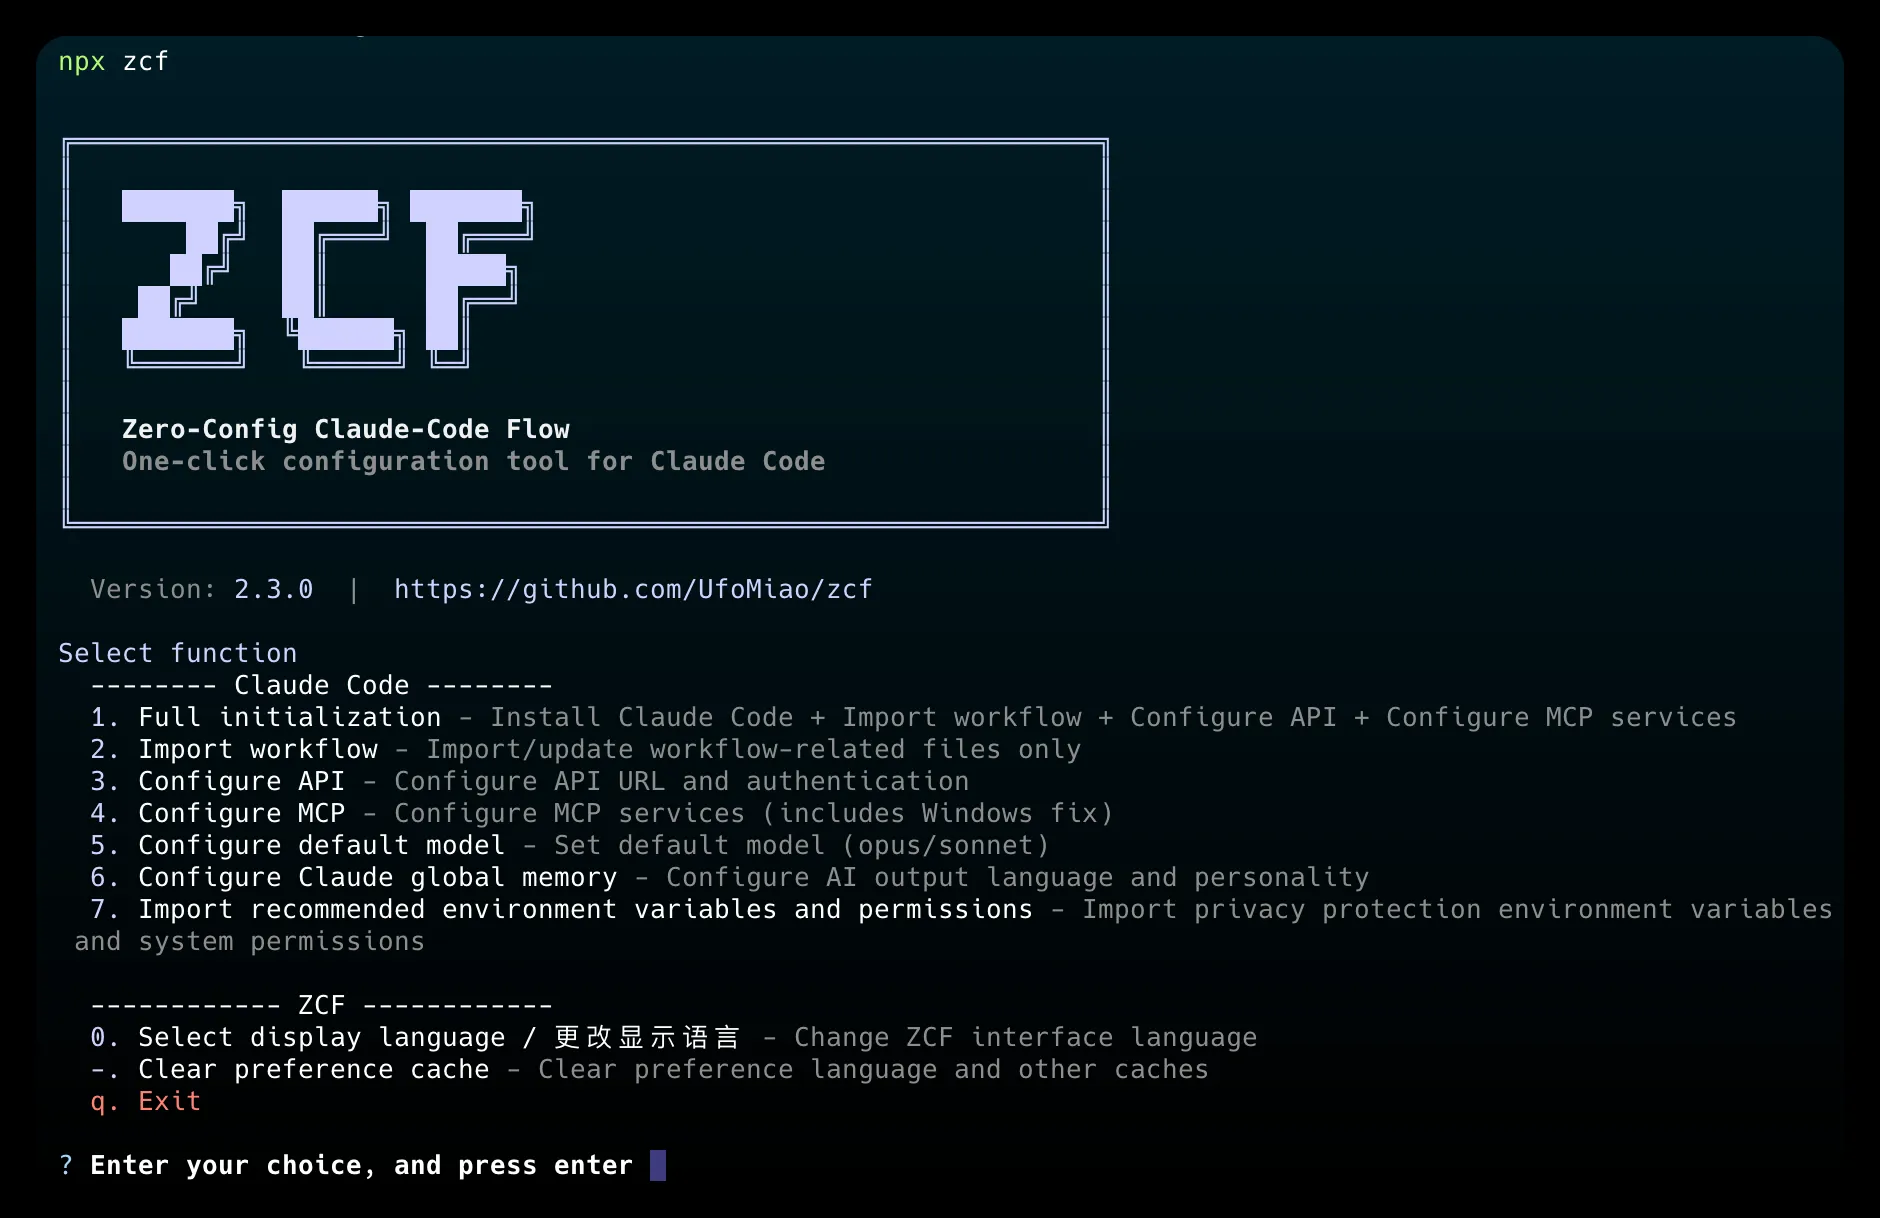 npx zcf
ZCF
Zero-Config Claude-Code Flow
One-click configuration tool for Claude Code
Version: 2.3.0 | https://github.com/UfoMiao/zcf
Select function
-------- Claude Code --------
1. Full initialization - Install Claude Code + Import workflow + Configure API + Configure MCP services
2. Import workflow - Import/update workflow-related files only
3. Configure API - Configure API URL and authentication
4. Configure MCP - Configure MCP services (includes Windows fix)
5. Configure default model - Set default model (opus/sonnet)
6. Configure Claude global memory - Configure AI output language and personality
7. Import recommended environment variables and permissions - Import privacy protection environment variables
and system permissions
------------ ZCF ------------
0. Select display language / 更改显示语言 - Change ZCF interface language
-. Clear preference cache - Clear preference language and other caches
q. Exit
? Enter your choice, and press enter